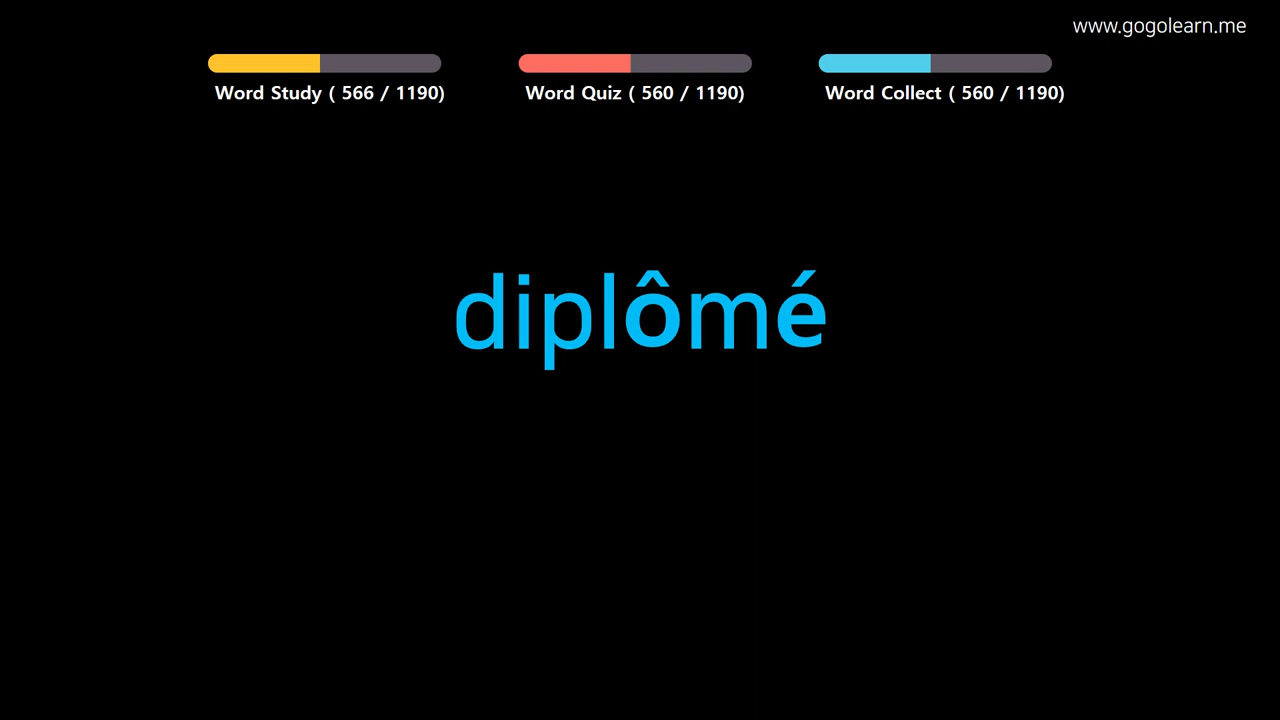 www.gogolearn.me
Word Study ( 566 / 1190)
Word Quiz ( 560 / 1190)
Word Collect ( 560 / 1190)
diplômé